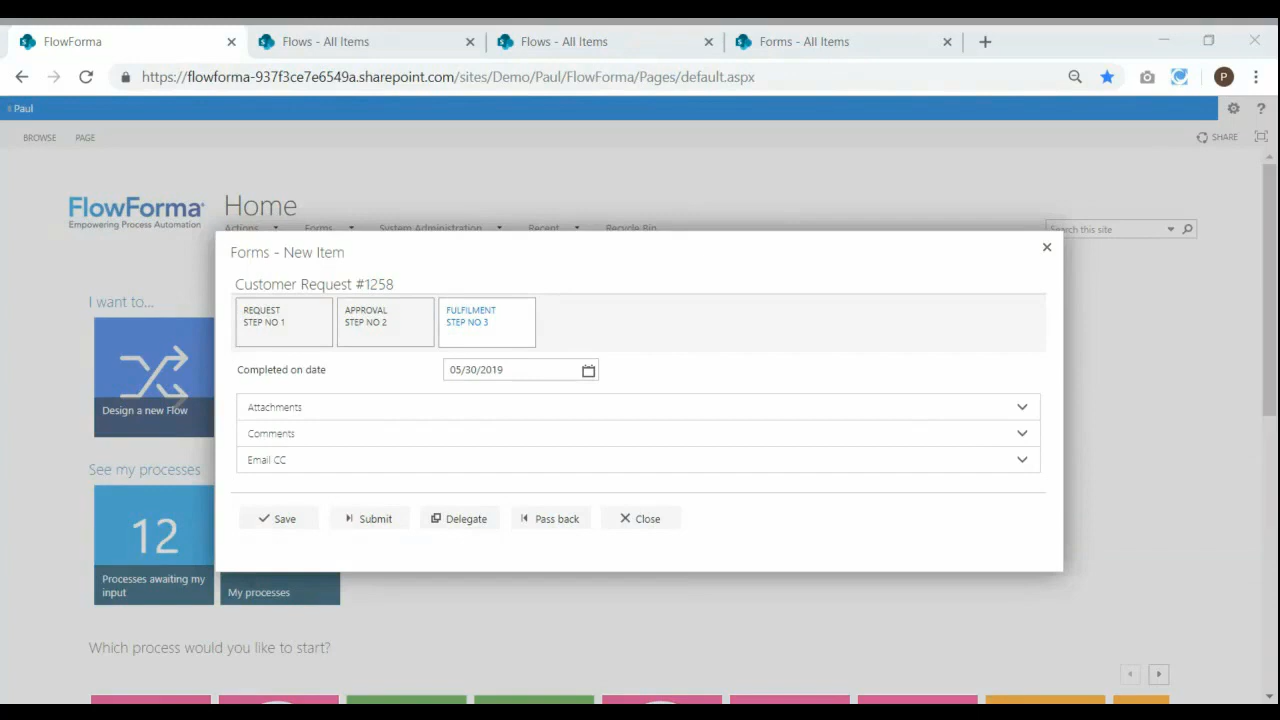 FlowForma
Flows - All Items
Flows - All Items
Forms - All Items
https://flowforma-937f3ce7e6549a.sharepoint.com/sites/Demo/Paul/FlowForma/Pages/default.aspx
P
Paul
?
BROWSE
PAGE
SHARE
FlowForma®
Empowering Process Automation
Home
Actions
Forms
System Administration
Recent
Recycle Bin
Search this site
Forms - New Item
Customer Request #1258
REQUEST
STEP NO 1
APPROVAL
STEP NO 2
FULFILMENT
STEP NO 3
Completed on date
05/30/2019
Attachments
Comments
Email CC
Save
Submit
Delegate
Pass back
Close
I want to...
Design a new Flow
See my processes
12
Processes awaiting my
input
My processes
Which process would you like to start?